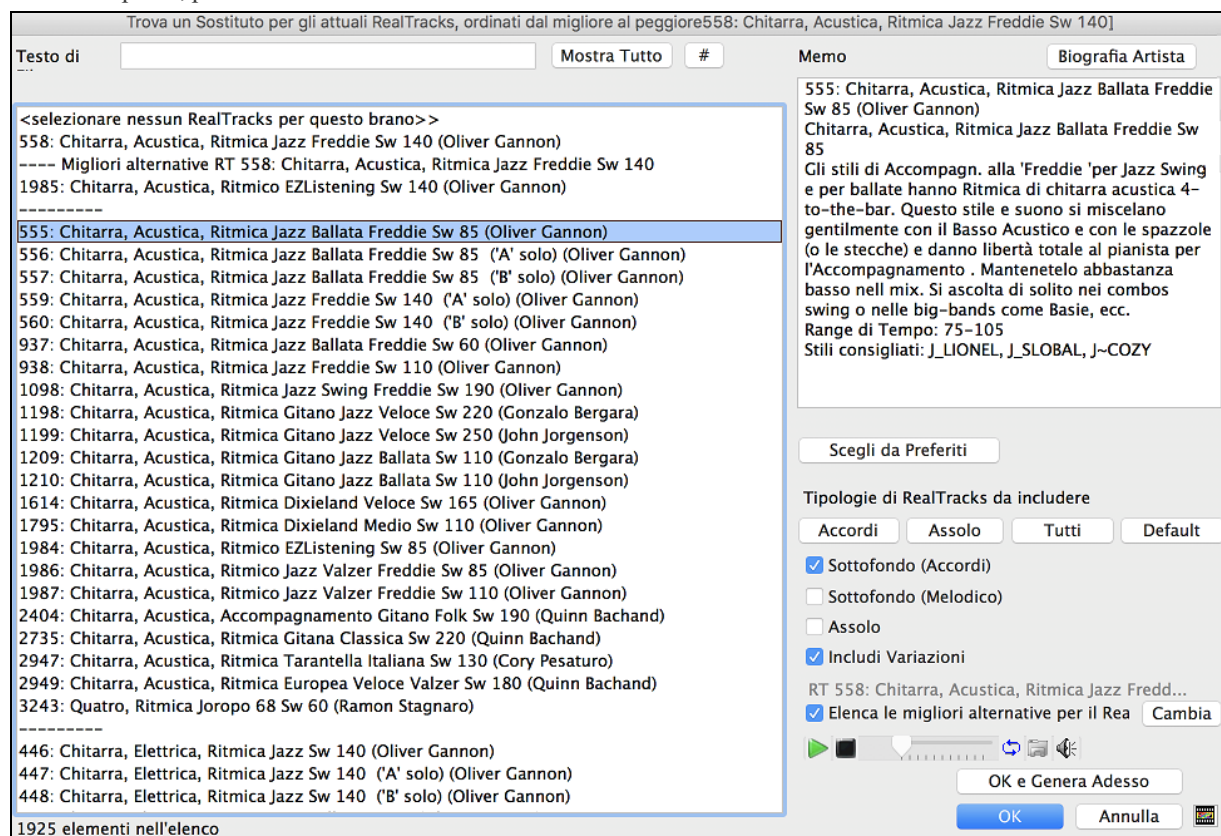 Trova un Sostituto per gli attuali RealTracks, ordinati dal migliore al peggiore558: Chitarra, Acustica, Ritmica Jazz Freddie Sw 140]
Testo di
Mostra Tutto
#
<selezionare nessun RealTracks per questo brano>>
558: Chitarra, Acustica, Ritmica Jazz Freddie Sw 140 (Oliver Gannon)
---- Migliori alternative RT 558: Chitarra, Acustica, Ritmica Jazz Freddie Sw 140
1985: Chitarra, Acustica, Ritmico EZListening Sw 140 (Oliver Gannon)
---------
555: Chitarra, Acustica, Ritmica Jazz Ballata Freddie Sw 85 (Oliver Gannon)
556: Chitarra, Acustica, Ritmica Jazz Ballata Freddie Sw 85 ('A' solo) (Oliver Gannon)
557: Chitarra, Acustica, Ritmica Jazz Ballata Freddie Sw 85 ('B' solo) (Oliver Gannon)
559: Chitarra, Acustica, Ritmica Jazz Freddie Sw 140 ('A' solo) (Oliver Gannon)
560: Chitarra, Acustica, Ritmica Jazz Freddie Sw 140 ('B' solo) (Oliver Gannon)
937: Chitarra, Acustica, Ritmica Jazz Ballata Freddie Sw 60 (Oliver Gannon)
938: Chitarra, Acustica, Ritmica Jazz Freddie Sw 110 (Oliver Gannon)
1098: Chitarra, Acustica, Ritmica Jazz Swing Freddie Sw 190 (Oliver Gannon)
1198: Chitarra, Acustica, Ritmica Gitano Jazz Veloce Sw 220 (Gonzalo Bergara)
1199: Chitarra, Acustica, Ritmica Gitano Jazz Veloce Sw 250 (John Jorgenson)
1209: Chitarra, Acustica, Ritmica Gitano Jazz Ballata Sw 110 (Gonzalo Bergara)
1210: Chitarra, Acustica, Ritmica Gitano Jazz Ballata Sw 110 (John Jorgenson)
1614: Chitarra, Acustica, Ritmica Dixieland Veloce Sw 165 (Oliver Gannon)
1795: Chitarra, Acustica, Ritmica Dixieland Medio Sw 110 (Oliver Gannon)
1984: Chitarra, Acustica, Ritmico EZListening Sw 85 (Oliver Gannon)
1986: Chitarra, Acustica, Ritmico Jazz Valzer Freddie Sw 85 (Oliver Gannon)
1987: Chitarra, Acustica, Ritmico Jazz Valzer Freddie Sw 110 (Oliver Gannon)
2404: Chitarra, Acustica, Accompagnamento Gitano Folk Sw 190 (Quinn Bachand)
2735: Chitarra, Acustica, Ritmica Gitana Classica Sw 220 (Quinn Bachand)
2947: Chitarra, Acustica, Ritmica Tarantella Italiana Sw 130 (Cory Pesaturo)
2949: Chitarra, Acustica, Ritmica Europea Veloce Valzer Sw 180 (Quinn Bachand)
3243: Quatro, Ritmica Joropo 68 Sw 60 (Ramon Stagnaro)
---------
446: Chitarra, Elettrica, Ritmica Jazz Sw 140 (Oliver Gannon)
447: Chitarra, Elettrica, Ritmica Jazz Sw 140 ('A' solo) (Oliver Gannon)
448: Chitarra, Elettrica, Ritmica Jazz Sw 140 ('B' solo) (Oliver Gannon)
1925 elementi nell'elenco
Memo
Biografia Artista
555: Chitarra, Acustica, Ritmica Jazz Ballata Freddie
Sw 85 (Oliver Gannon)
Chitarra, Acustica, Ritmica Jazz Ballata Freddie Sw
85
Gli stili di Accompagn. alla 'Freddie 'per Jazz Swing
e per ballate hanno Ritmica di chitarra acustica 4-
to-the-bar. Questo stile e suono si miscelano
gentilmente con il Basso Acustico e con le spazzole
(o le stecche) e danno libertà totale al pianista per
l'Accompagnamento . Mantenetelo abbastanza
basso nell mix. Si ascolta di solito nei combos
swing o nelle big-bands come Basie, ecc.
Range di Tempo: 75-105
Stili consigliati: J_LIONEL, J_SLOBAL, J~COZY
Scegli da Preferiti
Tipologie di RealTracks da includere
Accordi
Assolo
Tutti
Default
Sottofondo (Accordi)
Sottofondo (Melodico)
Assolo
Includi Variazioni
RT 558: Chitarra, Acustica, Ritmica Jazz Fredd...
Elenca le migliori alternative per il Rea
Cambia
OK e Genera Adesso
OK
Annulla